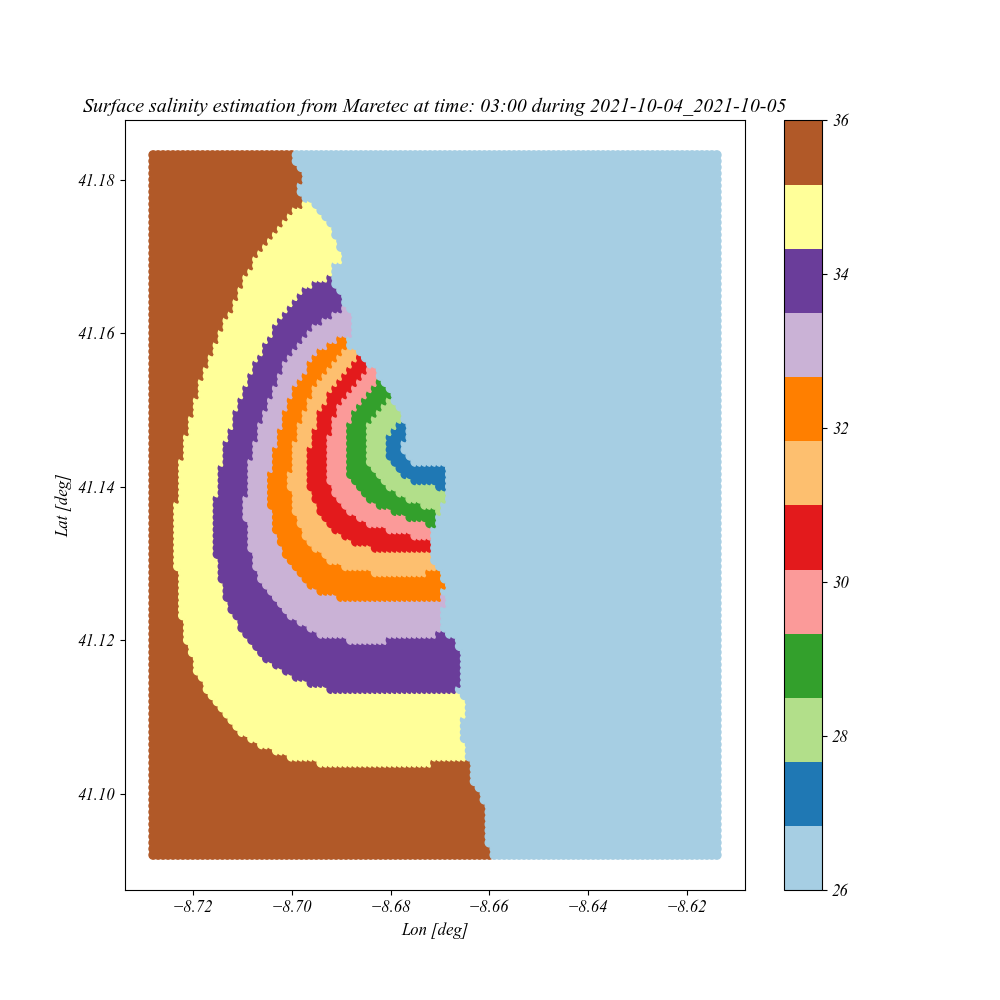 Surface salinity estimation from Maretec at time: 03:00 during 2021-10-04_2021-10-05
36
41.18
34
41.16
32
Lat [deg]
41.14
30
41.12
28
41.10
26
−8.72 −8.70 −8.68 −8.66 −8.64 −8.62
Lon [deg]